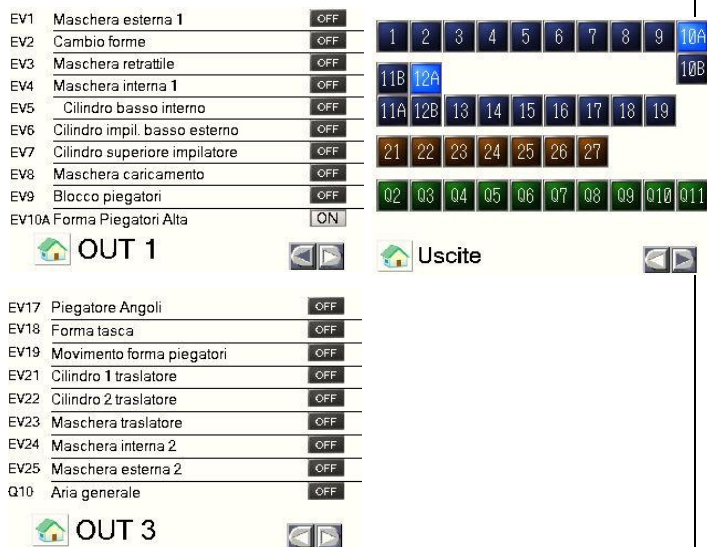 EV1 Maschera esterna 1 OFF
EV2 Cambio forme OFF
EV3 Maschera retrattile OFF
EV4 Maschera interna 1 OFF
EV5 Cilindro basso interno OFF
EV6 Cilindro impil. basso esterno OFF
EV7 Cilindro superiore impilatore OFF
EV8 Maschera caricamento OFF
EV9 Blocco piegatori OFF
EV10A Forma Piegatori Alta ON
OUT 1
1 2 3 4 5 6 7 8 9 10A
11B 12A 10B
11A 12B 13 14 15 16 17 18 19
21 22 23 24 25 26 27
Q2 Q3 Q4 Q5 Q6 Q7 Q8 Q9 Q10 Q11
Uscite
EV17 Piegatore Angoli OFF
EV18 Forma tasca OFF
EV19 Movimento forma piegatori OFF
EV21 Cilindro 1 traslatore OFF
EV22 Cilindro 2 traslatore OFF
EV23 Maschera traslatore OFF
EV24 Maschera interna 2 OFF
EV25 Maschera esterna 2 OFF
Q10 Aria generale OFF
OUT 3